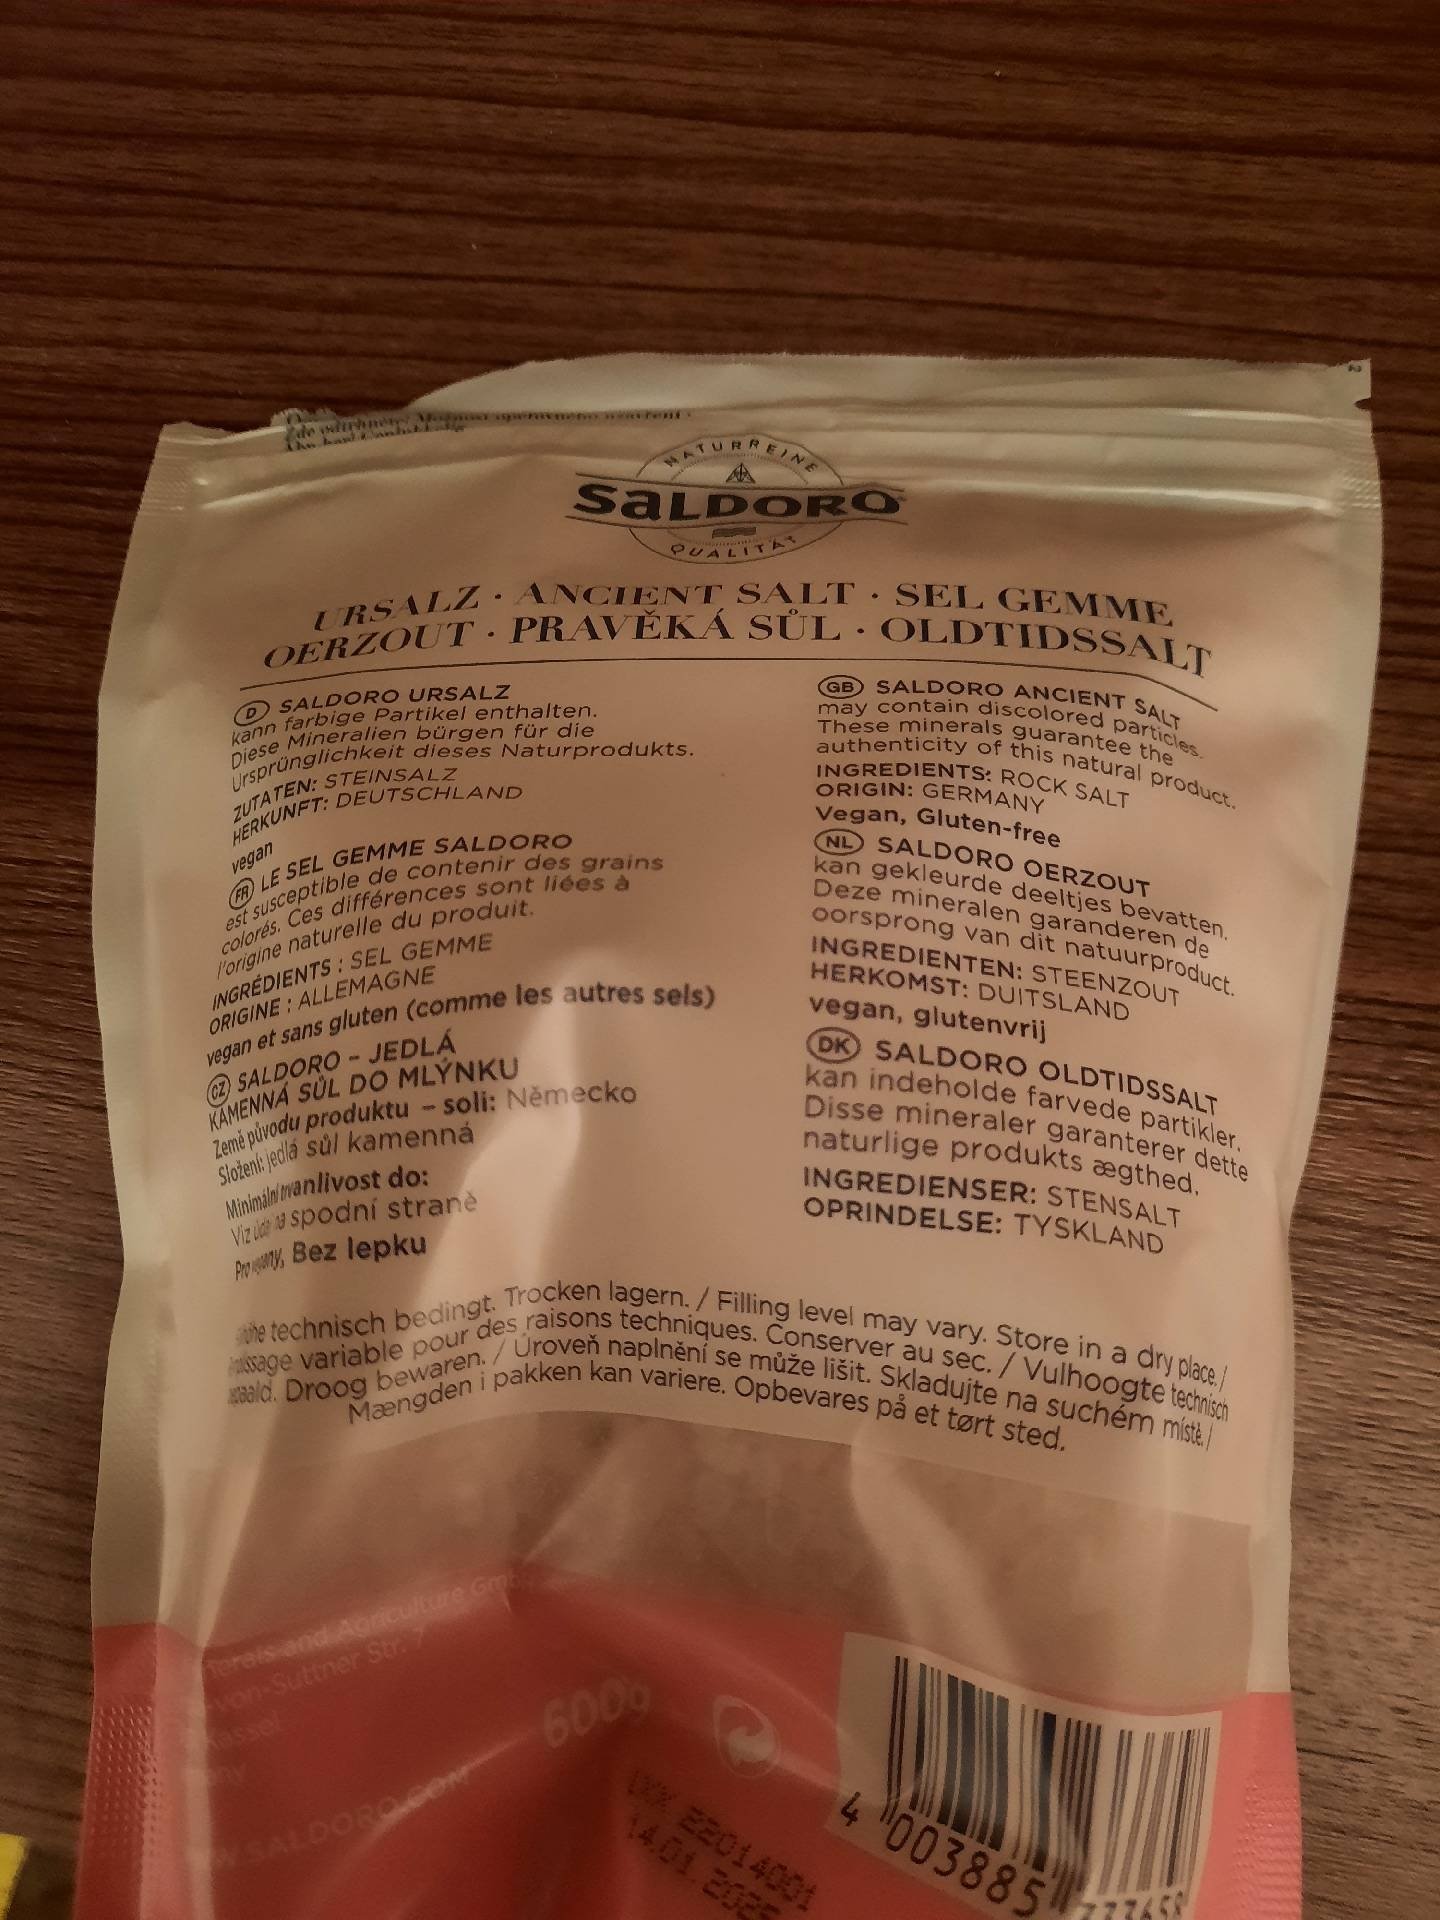 NATURREINE
SALDORO
QUALITÄT
URSALZ · ANCIENT SALT · SEL GEMME
OERZOUT · PRAVĚKÁ SŮL · OLDTIDSSALT
D SALDORO URSALZ
kann farbige Partikel enthalten.
Diese Mineralien bürgen für die
Ursprünglichkeit dieses Naturprodukts.
ZUTATEN: STEINSALZ
HERKUNFT: DEUTSCHLAND
vegan
FR LE SEL GEMME SALDORO
est susceptible de contenir des grains
colorés. Ces différences sont liées à
l'origine naturelle du produit.
INGRÉDIENTS : SEL GEMME
ORIGINE : ALLEMAGNE
vegan et sans gluten (comme les autres sels)
CZ SALDORO - JEDLÁ
KAMENNÁ SŮL DO MLÝNKU
Země původu produktu – soli: Německo
Složení: jedlá sůl kamenná
Minimální trvanlivost do:
Viz údaj na spodní straně
Pro vegany, Bez lepku
GB SALDORO ANCIENT SALT
may contain discolored particles.
These minerals guarantee the
authenticity of this natural product.
INGREDIENTS: ROCK SALT
ORIGIN: GERMANY
Vegan, Gluten-free
NL SALDORO OERZOUT
kan gekleurde deeltjes bevatten.
Deze mineralen garanderen de
oorsprong van dit natuurproduct.
INGREDIENTEN: STEENZOUT
HERKOMST: DUITSLAND
vegan, glutenvrij
DK SALDORO OLDTIDSSALT
kan indeholde farvede partikler.
Disse mineraler garanterer dette
naturlige produkts ægthed.
INGREDIENSER: STENSALT
OPRINDELSE: TYSKLAND
technisch bedingt. Trocken lagern. / Filling level may vary. Store in a dry place. /
variable pour des raisons techniques. Conserver au sec. / Vulhoogte technisch
Droog bewaren. / Úroveň naplnění se může lišit. Skladujte na suchém místě. /
Mængden i pakken kan variere. Opbevares på et tørt sted.
and Agriculture
von-Suttner Str. 7
SALDORO.COM
600g
22014001
4 003885